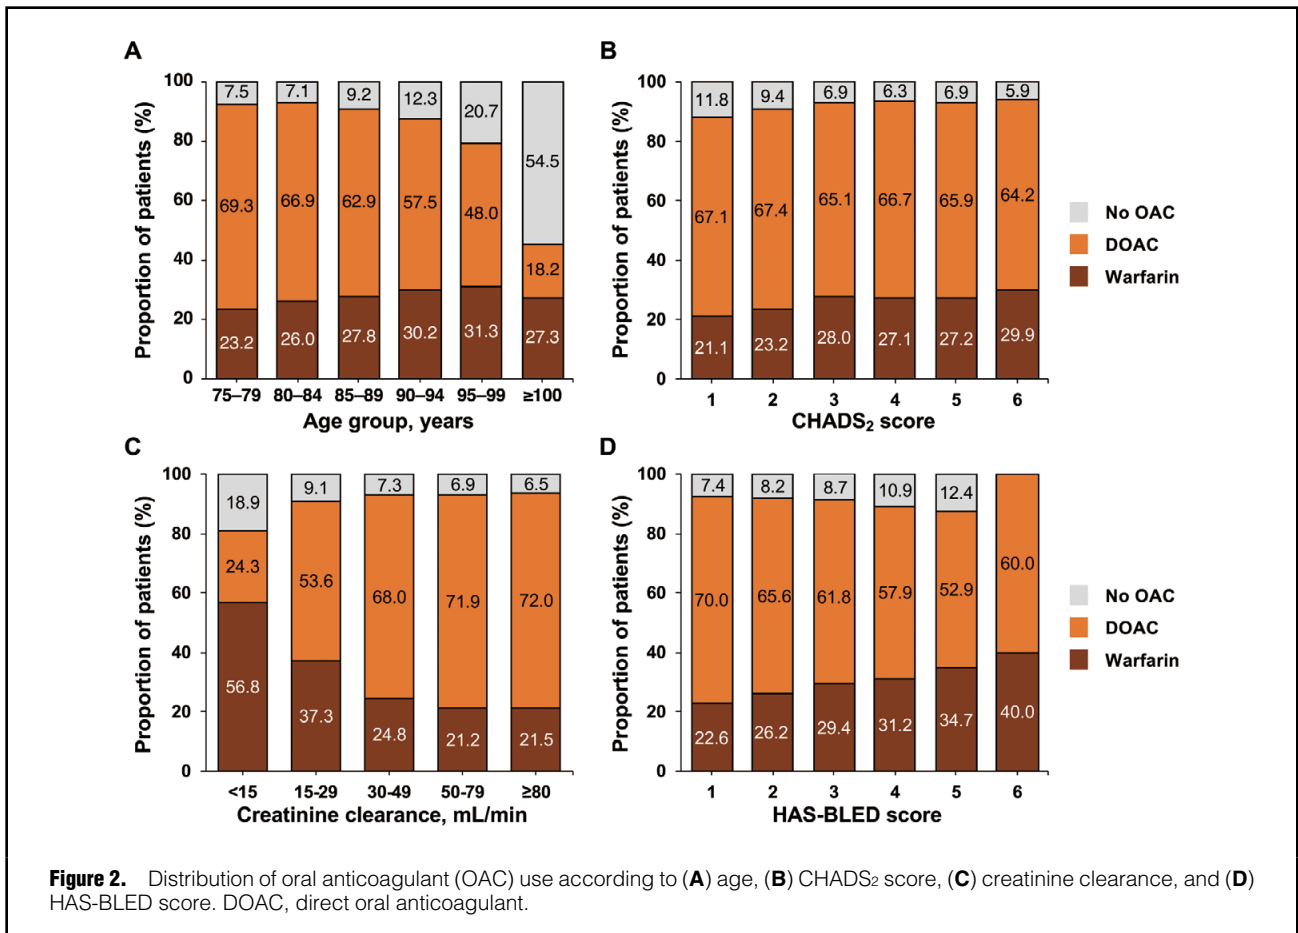 A
Proportion of patients (%)
100
80
60
40
20
0
7.5 7.1 9.2 12.3 20.7 54.5
69.3 66.9 62.9 57.5 48.0 18.2
23.2 26.0 27.8 30.2 31.3 27.3
75–79 80–84 85–89 90–94 95–99 ≥100
Age group, years
B
Proportion of patients (%)
100
80
60
40
20
0
11.8 9.4 6.9 6.3 6.9 5.9
67.1 67.4 65.1 66.7 65.9 64.2
21.1 23.2 28.0 27.1 27.2 29.9
1 2 3 4 5 6
CHADS₂ score
No OAC
DOAC
Warfarin
C
Proportion of patients (%)
100
80
60
40
20
0
18.9 9.1 7.3 6.9 6.5
24.3 53.6 68.0 71.9 72.0
56.8 37.3 24.8 21.2 21.5
<15 15-29 30-49 50-79 ≥80
Creatinine clearance, mL/min
D
Proportion of patients (%)
100
80
60
40
20
0
7.4 8.2 8.7 10.9 12.4
70.0 65.6 61.8 57.9 52.9 60.0
22.6 26.2 29.4 31.2 34.7 40.0
1 2 3 4 5 6
HAS-BLED score
No OAC
DOAC
Warfarin
Figure 2. Distribution of oral anticoagulant (OAC) use according to (A) age, (B) CHADS₂ score, (C) creatinine clearance, and (D)
HAS-BLED score. DOAC, direct oral anticoagulant.